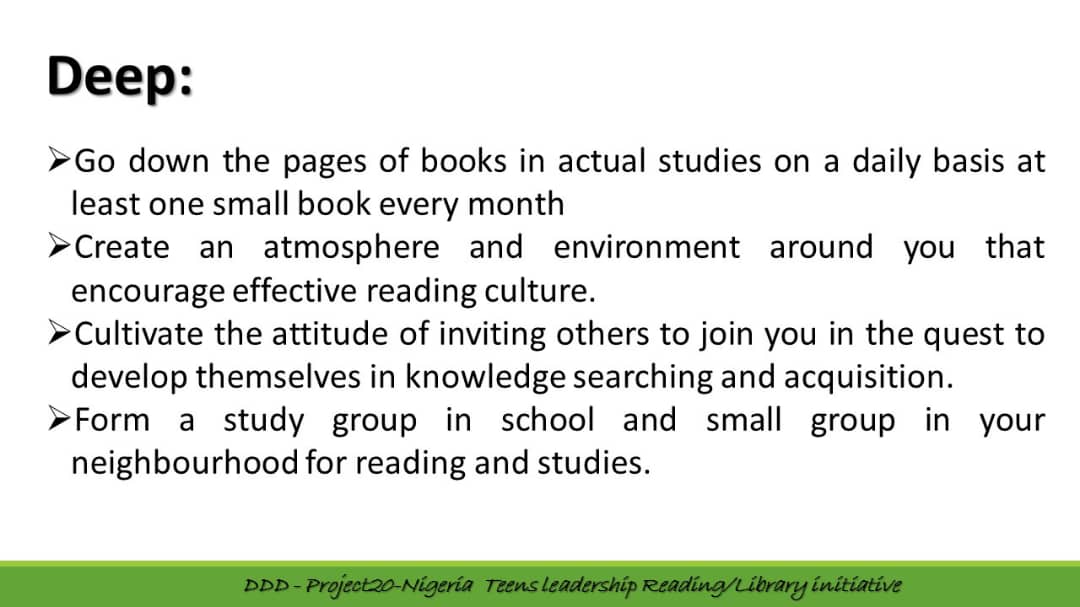 Deep:
➢Go down the pages of books in actual studies on a daily basis at
least one small book every month
➢Create an atmosphere and environment around you that
encourage effective reading culture.
➢Cultivate the attitude of inviting others to join you in the quest to
develop themselves in knowledge searching and acquisition.
➢Form a study group in school and small group in your
neighbourhood for reading and studies.
DDD - Project20-Nigeria Teens leadership Reading/Library initiative